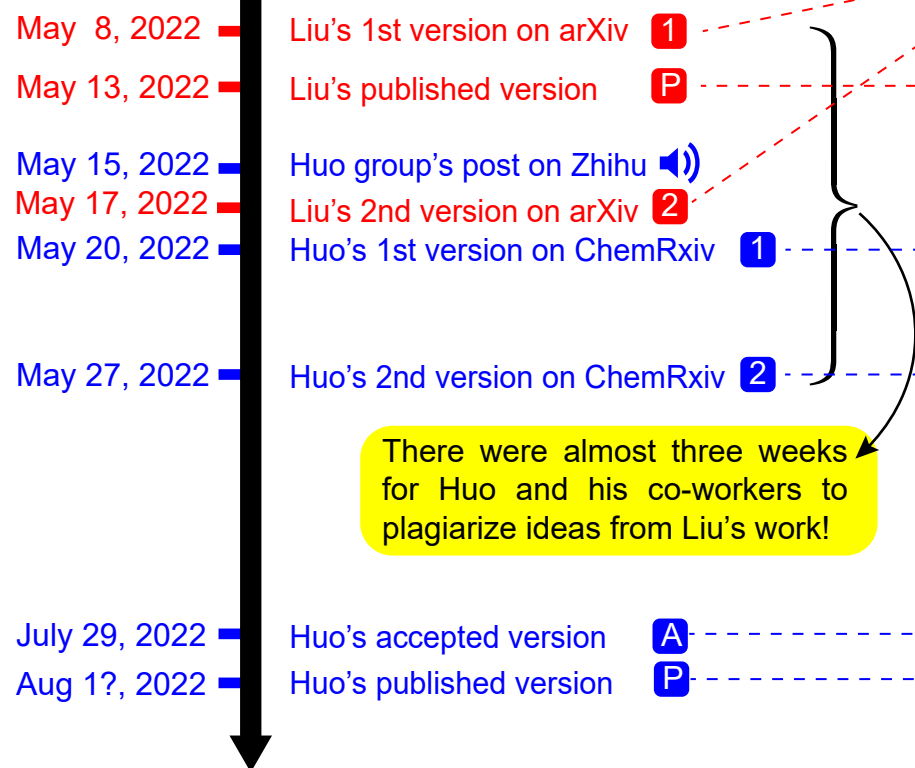 May 8, 2022 Liu's 1st version on arXiv 1
May 13, 2022 Liu's published version P
May 15, 2022 Huo group's post on Zhihu
May 17, 2022 Liu's 2nd version on arXiv 2
May 20, 2022 Huo's 1st version on ChemRxiv 1
May 27, 2022 Huo's 2nd version on ChemRxiv 2
There were almost three weeks
for Huo and his co-workers to
plagiarize ideas from Liu's work!
July 29, 2022 Huo's accepted version A
Aug 1?, 2022 Huo's published version P